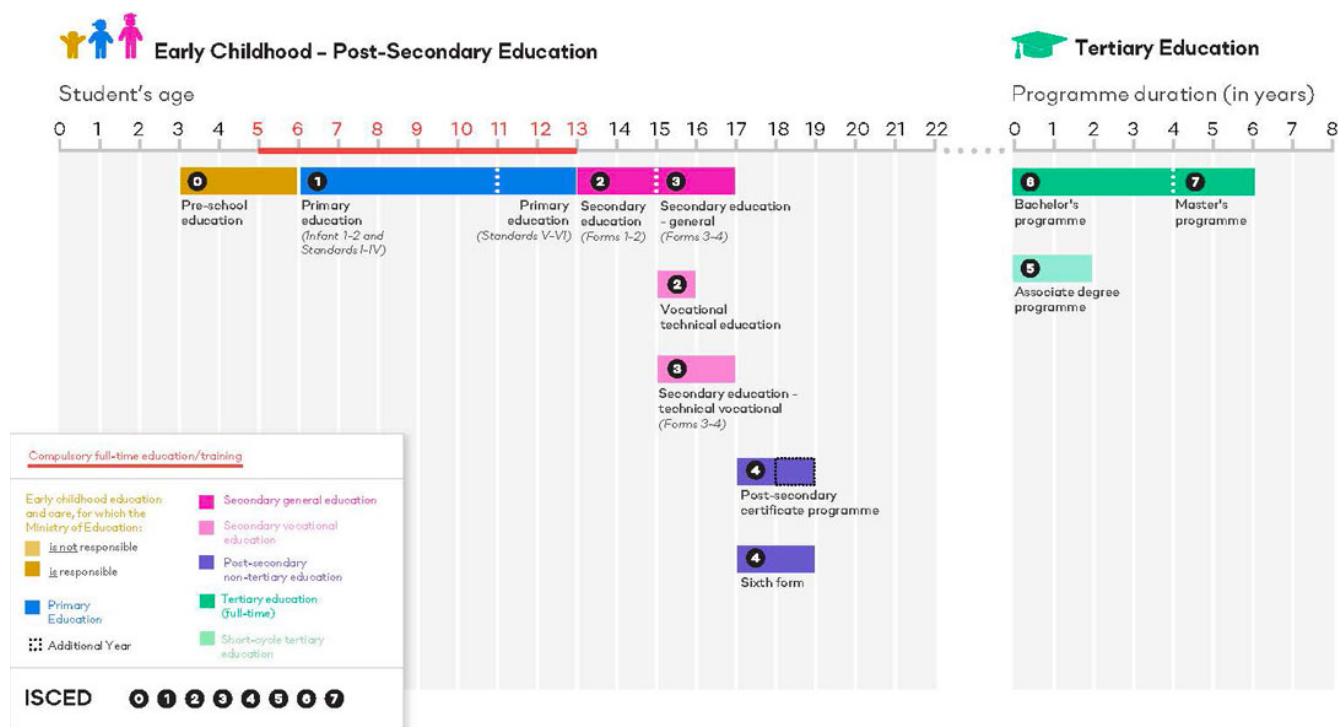 Early Childhood – Post-Secondary Education
Tertiary Education
Student's age
Programme duration (in years)
0 1 2 3 4 5 6 7 8 9 10 11 12 13 14 15 16 17 18 19 20 21 22
0 1 2 3 4 5 6 7 8
0
Pre-school
education
1
Primary
education
(Infant 1-2 and
Standards I-IV)
Primary
education
(Standards V-VI)
2
Secondary
education
(Forms 1-2)
3
Secondary education
- general
(Forms 3-4)
6
Bachelor's
programme
7
Master's
programme
2
Vocational
technical education
5
Associate degree
programme
3
Secondary education -
technical vocational
(Forms 3-4)
4
Post-secondary
certificate programme
4
Sixth form
Compulsory full-time education/training
Early childhood education
and care, for which the
Ministry of Education:
is not responsible
is responsible
Primary
Education
Additional Year
Secondary general education
Secondary vocational
education
Post-secondary
non-tertiary education
Tertiary education
(full-time)
Short-cycle tertiary
education
ISCED 0 1 2 3 4 5 6 7